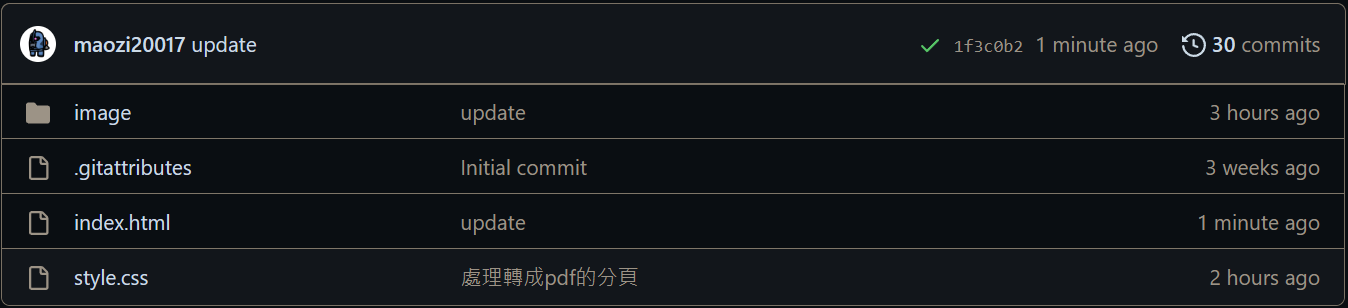 maozi20017 update 1f3c0b2 1 minute ago 30 commits
image update 3 hours ago
.gitattributes Initial commit 3 weeks ago
index.html update 1 minute ago
style.css 處理轉成pdf的分頁 2 hours ago